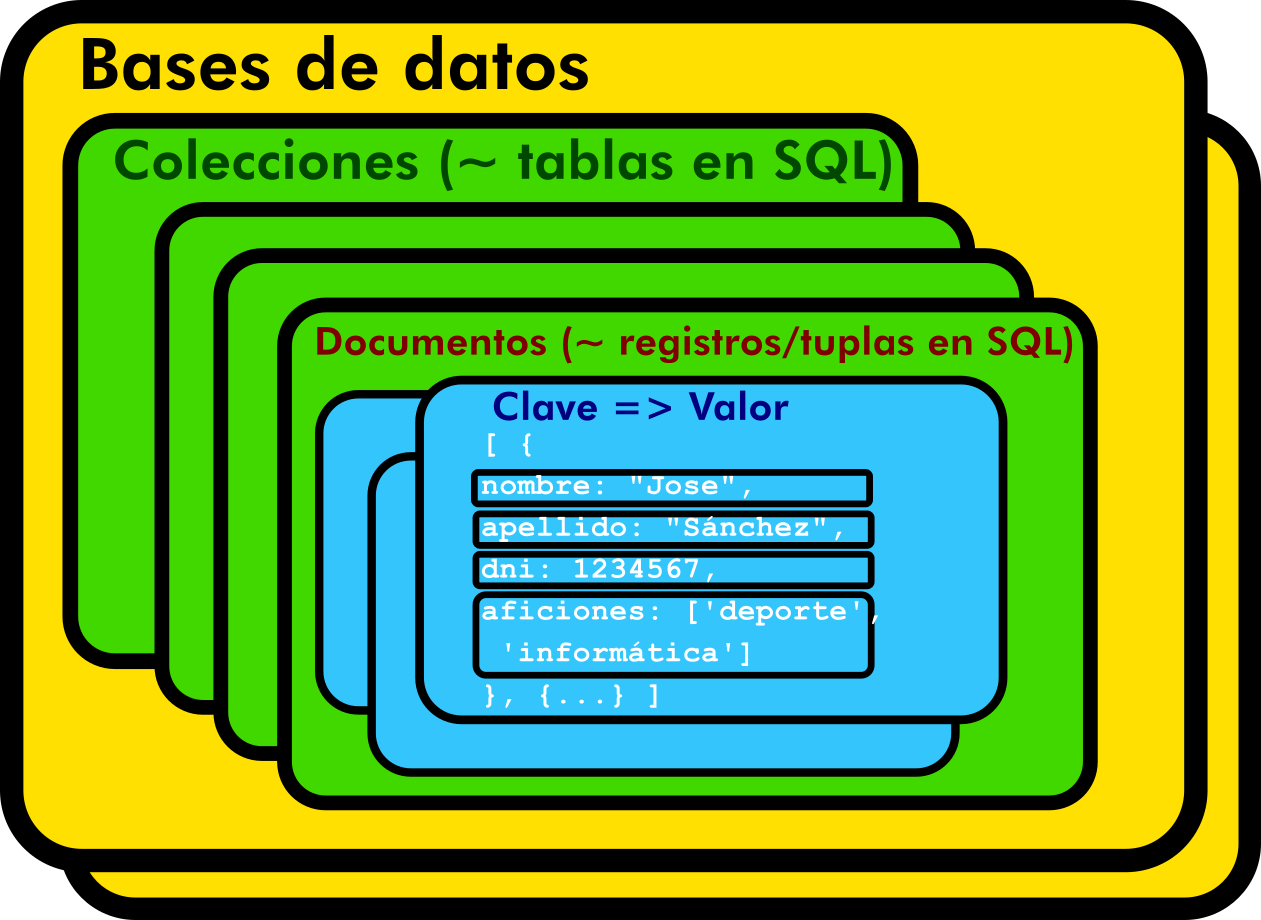 Bases de datos
Colecciones (~ tablas en SQL)
Documentos (~ registros/tuplas en SQL)
Clave => Valor
[ {
nombre: "Jose",
apellido: "Sánchez",
dni: 1234567,
aficiones: ['deporte',
'informática']
}, {...} ]